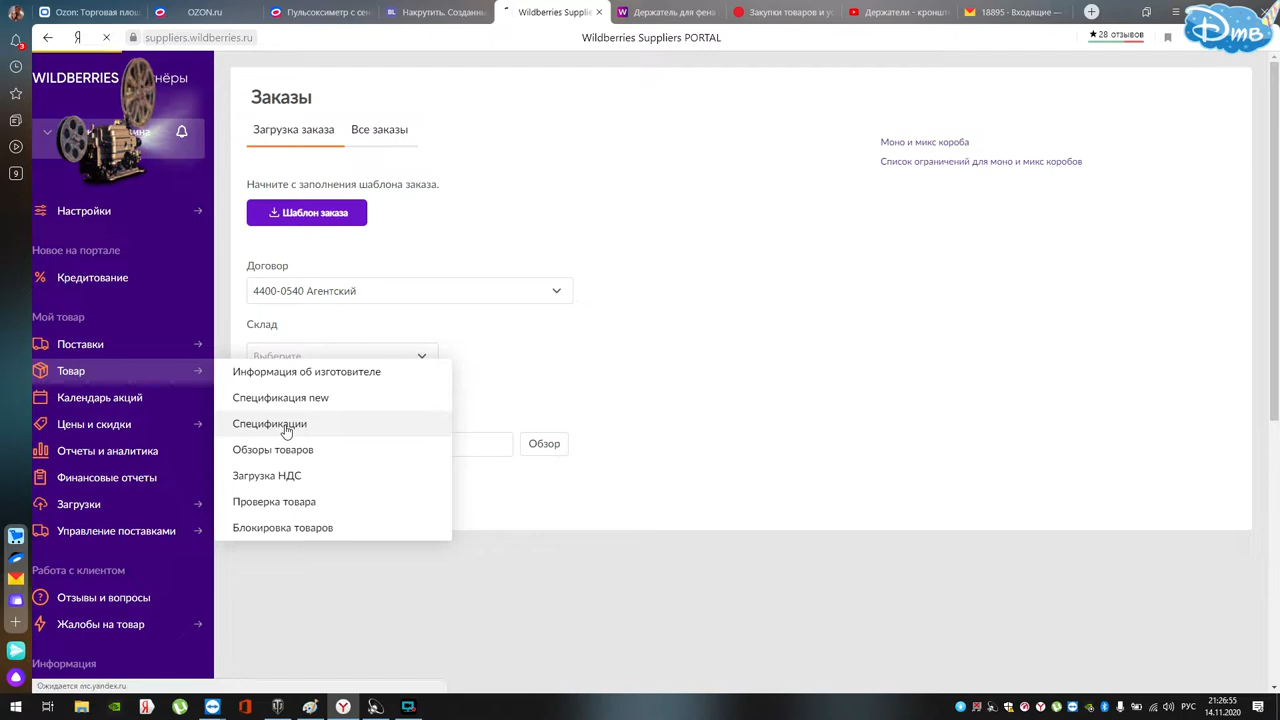 Ozon: Личный ка
OZON.ru
Пульсоксиметр с сен
Накрутить. Созданнь
Wildberries Supplie
Держатель для фена
Закупки товаров и ус
Держатели - кроноште
18895 · Входящие —
suppliers.wildberries.ru
Wildberries Suppliers PORTAL
★28 отзывов
Dтв
WILDBERRIES
нёры
Настройки
Новое на портале
Кредитование
Мой товар
Поставки
Товар
Календарь акций
Цены и скидки
Отчеты и аналитика
Финансовые отчеты
Загрузки
Управление поставками
Работа с клиентом
Отзывы и вопросы
Жалобы на товар
Информация
Информация об изготовителе
Спецификация new
Спецификации
Обзоры товаров
Загрузка НДС
Проверка товара
Блокировка товаров
Заказы
Загрузка заказа
Все заказы
Начните с заполнения шаблона заказа.
Шаблон заказа
Договор
4400-0540 Агентский
Склад
Выберите
Обзор
Моно и микс короба
Список ограничений для моно и микс коробов
Ожидается mc.yandex.ru
РУС
21:26:55
14.11.2020